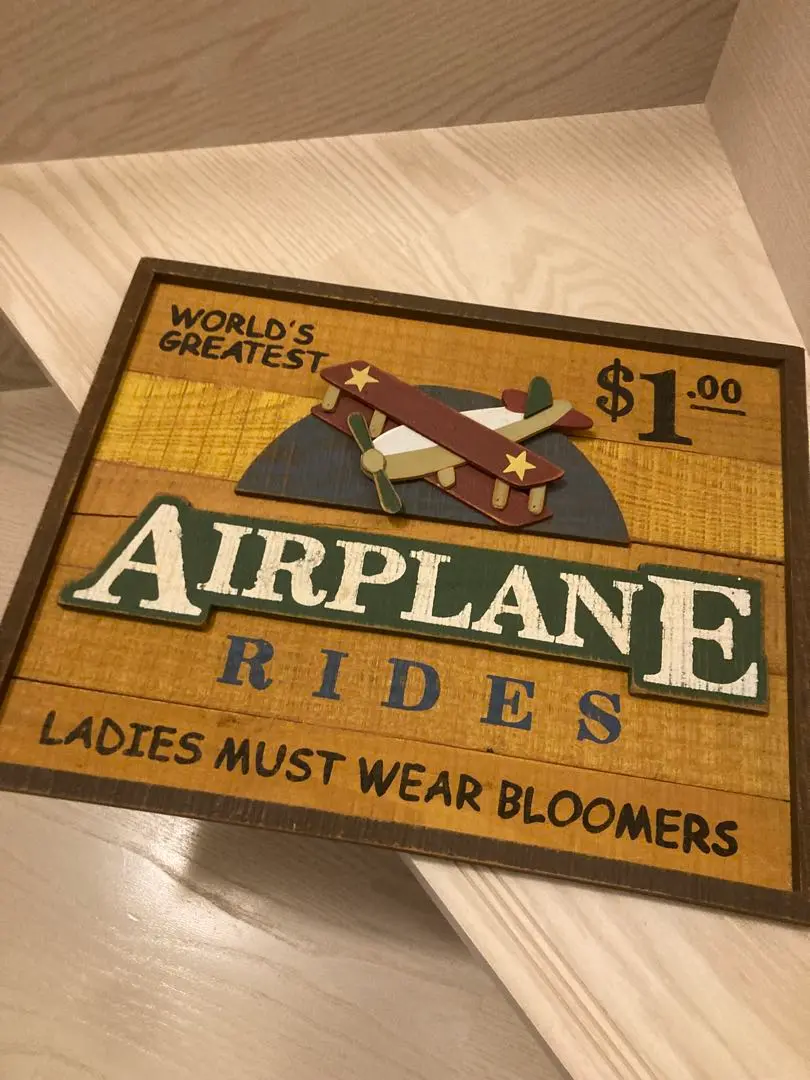 WORLD'S
GREATEST
$1.00
AIRPLANE
RIDES
LADIES MUST WEAR BLOOMERS